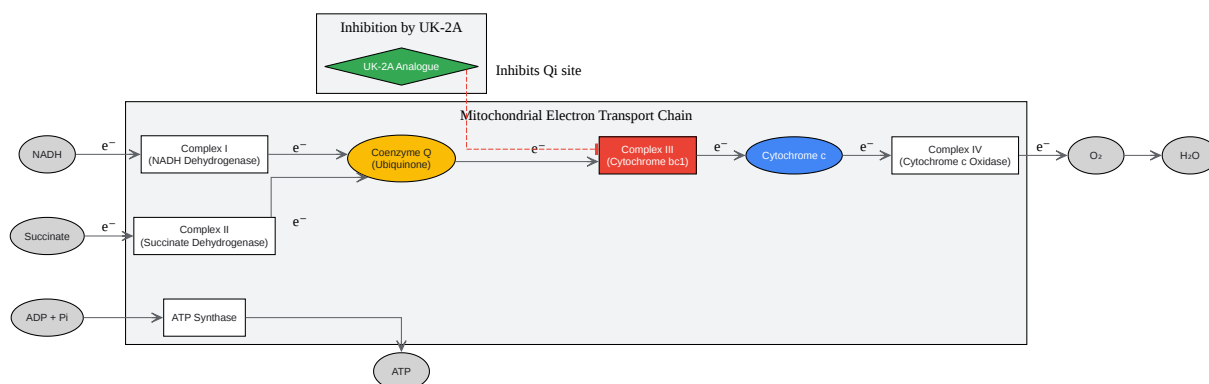 Inhibition by UK-2A
UK-2A Analogue
Inhibits Qi site
Mitochondrial Electron Transport Chain
NADH
e⁻
Complex I
(NADH Dehydrogenase)
e⁻
Coenzyme Q
(Ubiquinone)
e⁻
Complex III
(Cytochrome bc1)
e⁻
Cytochrome c
e⁻
Complex IV
(Cytochrome c Oxidase)
e⁻
O₂
H₂O
Succinate
e⁻
Complex II
(Succinate Dehydrogenase)
e⁻
ADP + Pi
ATP Synthase
ATP